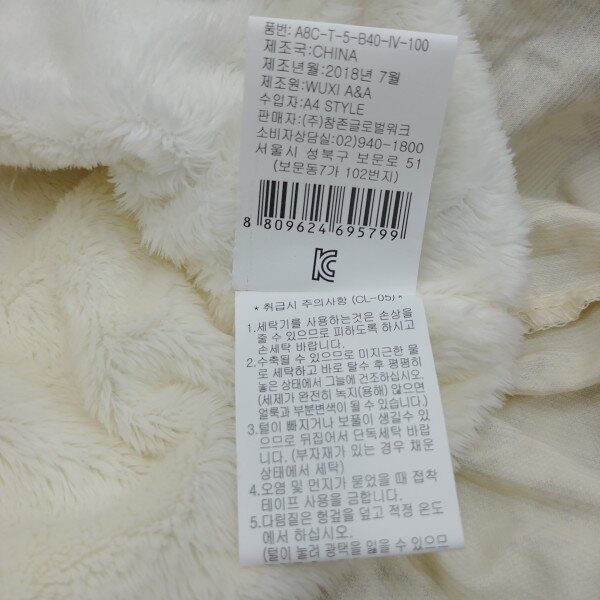 품번: A8C-T-5-B40-IV-100
제조국:CHINA
제조년월:2018년 7월
제조원:WUXI A&A
수입자:A4 STYLE
판매자:(주)참존글로벌워크
소비자상담실:02)940-1800
서울시 성북구 보문로 51
(보문동7가 102번지)
8 809624 695799
* 취급시 주의사항 (CL-05) *
1.세탁기를 사용하는것은 손상을
줄 수 있으므로 피하도록 하시고
손세탁 바랍니다.
2.수축될 수 있으므로 미지근한 물
로 세탁하고 바로 탈수 후 평평히
놓은 상태에서 그늘에 건조하십시오.
(세제가 완전히 녹지(용해) 않으면
얼룩과 부분변색이 될 수 있습니다.)
3.털이 빠지거나 보풀이 생길수 있
으므로 뒤집어서 단독세탁 바랍
니다. (부자재가 있는 경우 채운
상태에서 세탁)
4.오염 및 먼지가 묻었을 때 접착
테이프 사용을 금합니다.
5.다림질은 헝겊을 덮고 적정 온도
에서 하십시오.
(털이 눌려 광택을 잃을 수 있으므